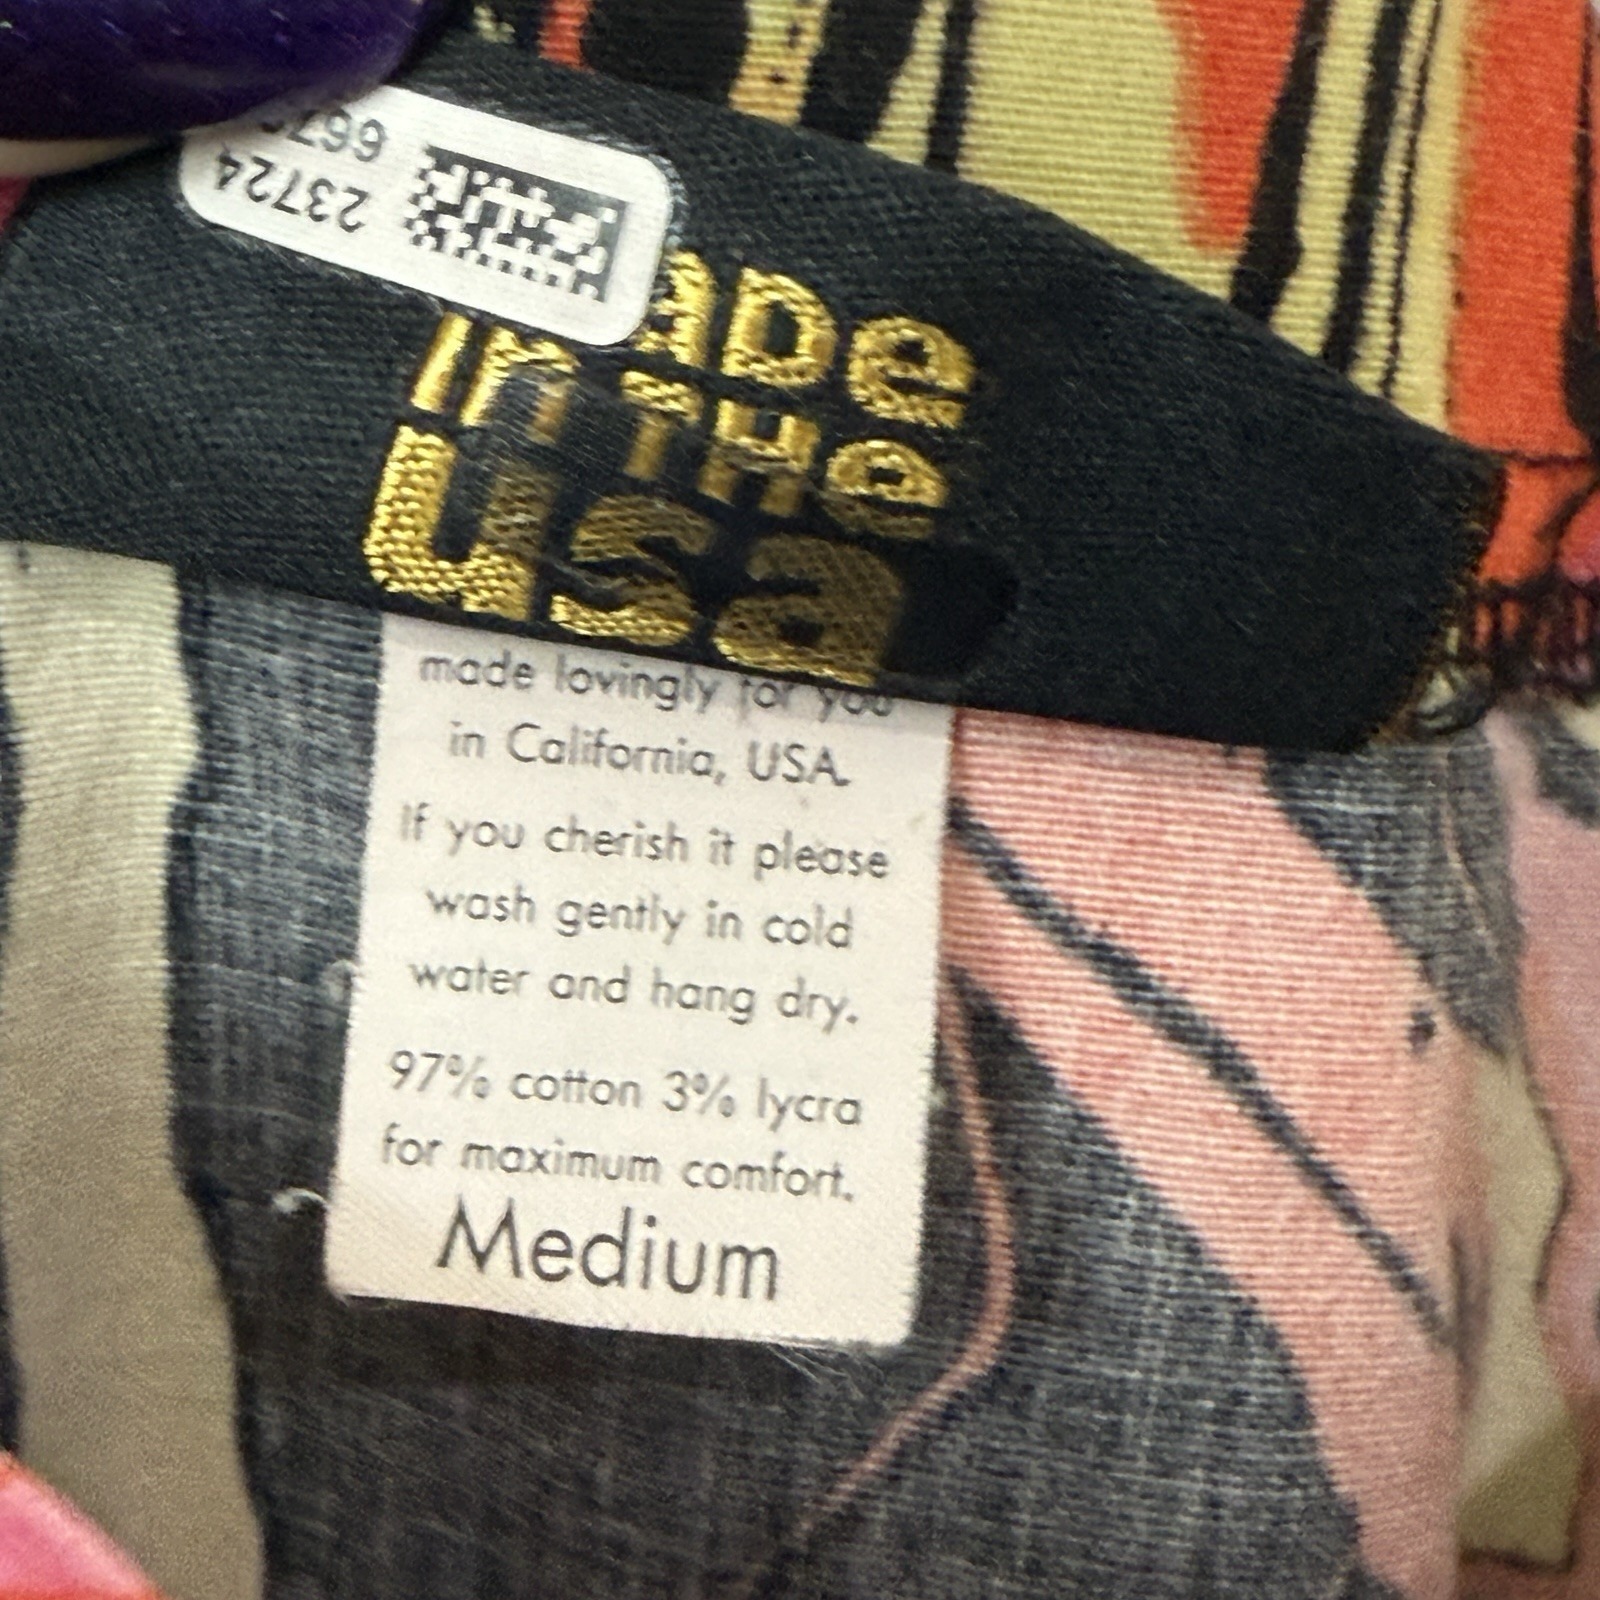 23724
made
in the
usa
made lovingly for you
in California, USA.
If you cherish it please
wash gently in cold
water and hang dry.
97% cotton 3% lycra
for maximum comfort.
Medium